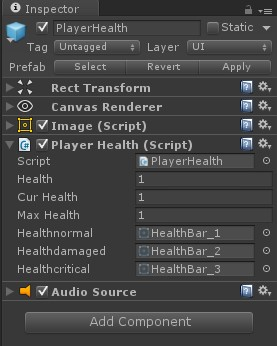 Inspector
PlayerHealth Static
Tag Untagged Layer UI
Prefab Select Revert Apply
Rect Transform
Canvas Renderer
Image (Script)
Player Health (Script)
Script PlayerHealth
Health 1
Cur Health 1
Max Health 1
Healthnormal HealthBar_1
Healthdamaged HealthBar_2
Healthcritical HealthBar_3
Audio Source
Add Component